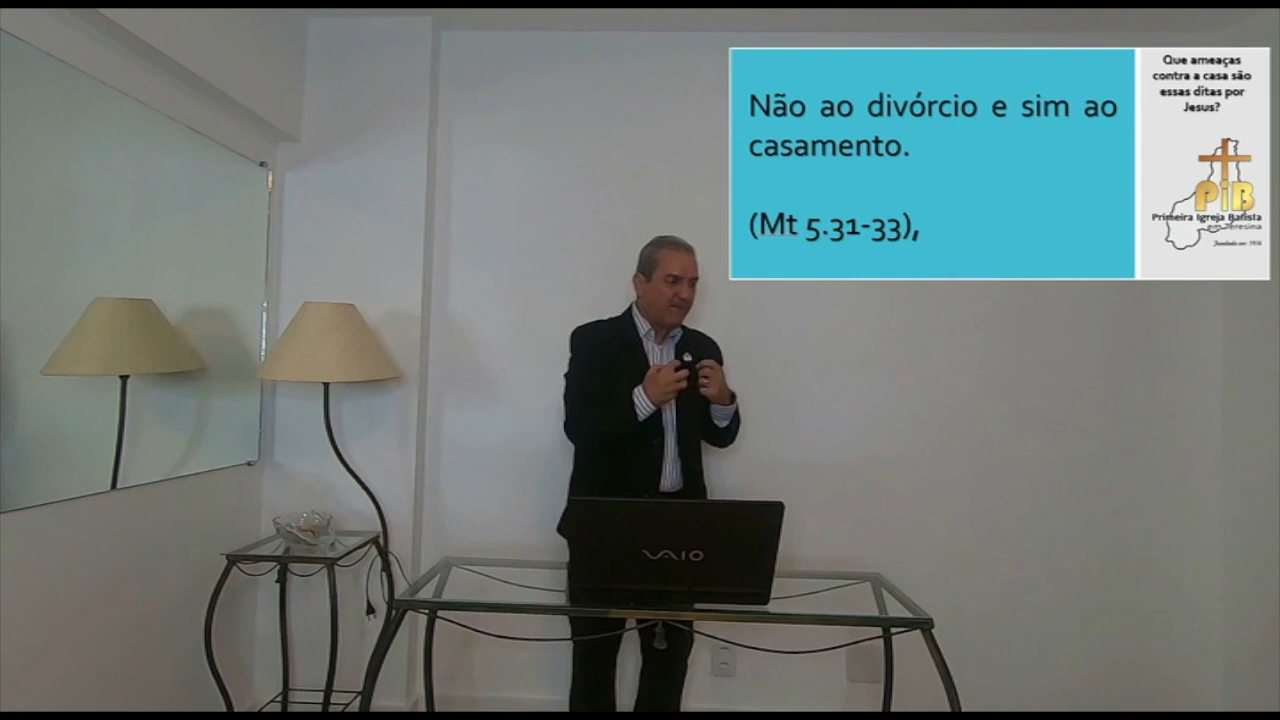 Não ao divórcio e sim ao
casamento.
(Mt 5.31-33),
Que ameaças
contra a casa são
essas ditas por
Jesus?
PiB
Primeira Igreja Batista
em Teresina
VAIO